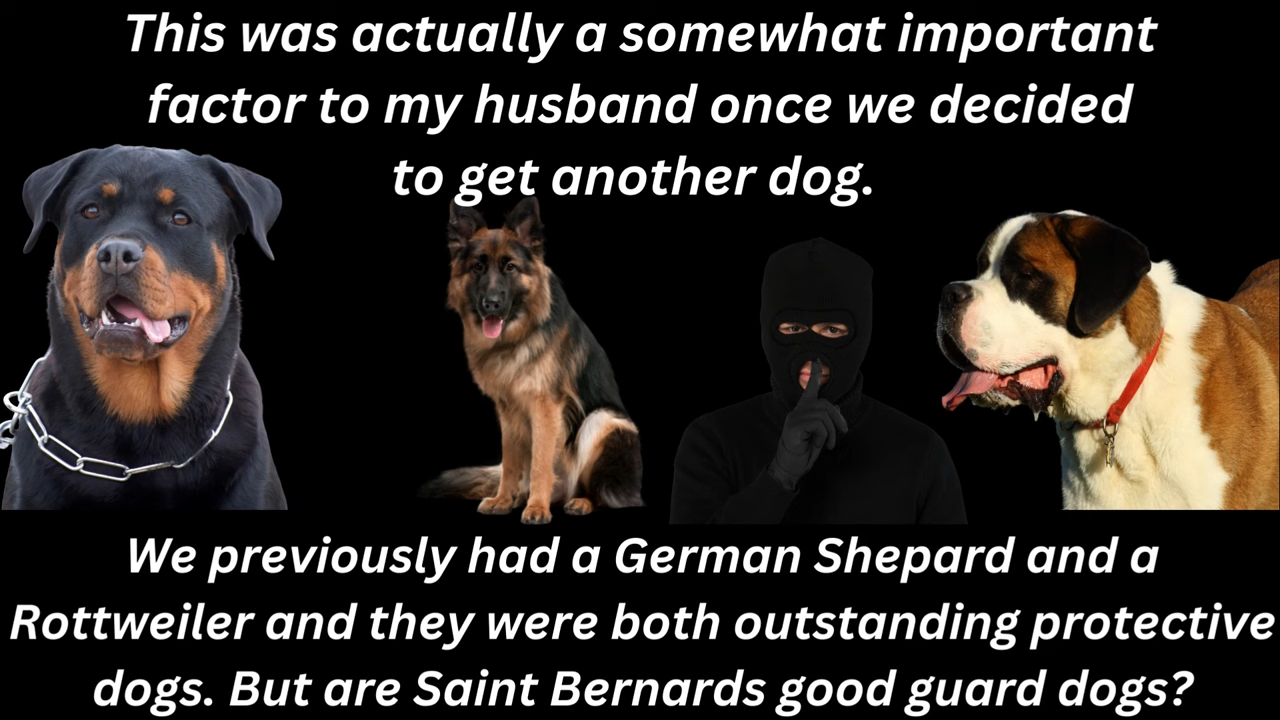 This was actually a somewhat important
factor to my husband once we decided
to get another dog.
We previously had a German Shepard and a
Rottweiler and they were both outstanding protective
dogs. But are Saint Bernards good guard dogs?